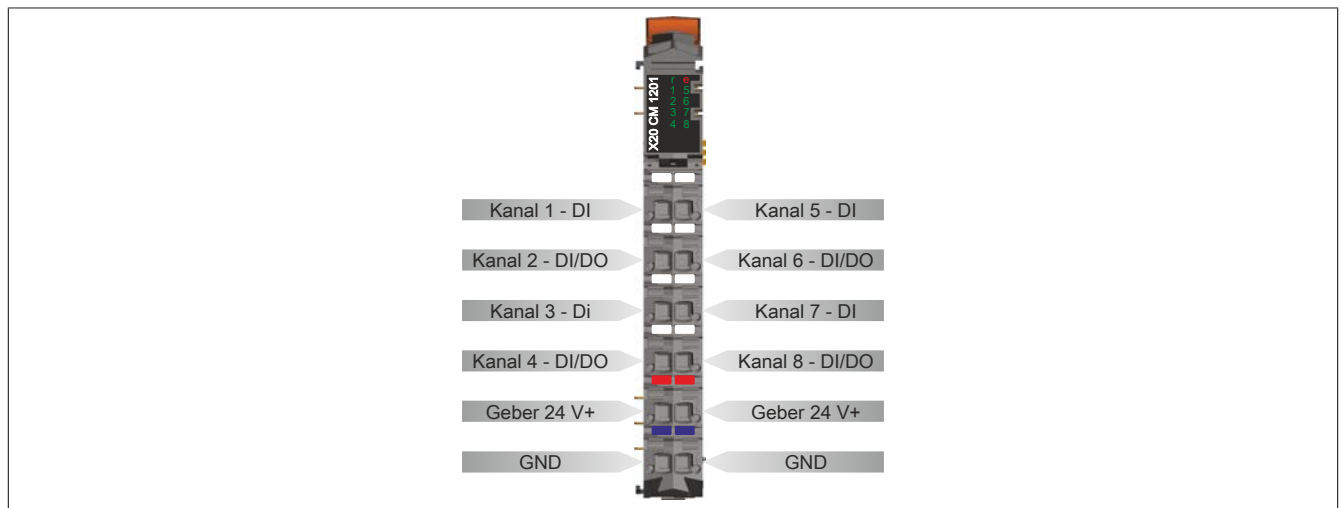 X20 CM 1201
r e
1 5
2 6
3 7
4 8
Kanal 1 - DI
Kanal 5 - DI
Kanal 2 - DI/DO
Kanal 6 - DI/DO
Kanal 3 - Di
Kanal 7 - DI
Kanal 4 - DI/DO
Kanal 8 - DI/DO
Geber 24 V+
Geber 24 V+
GND
GND